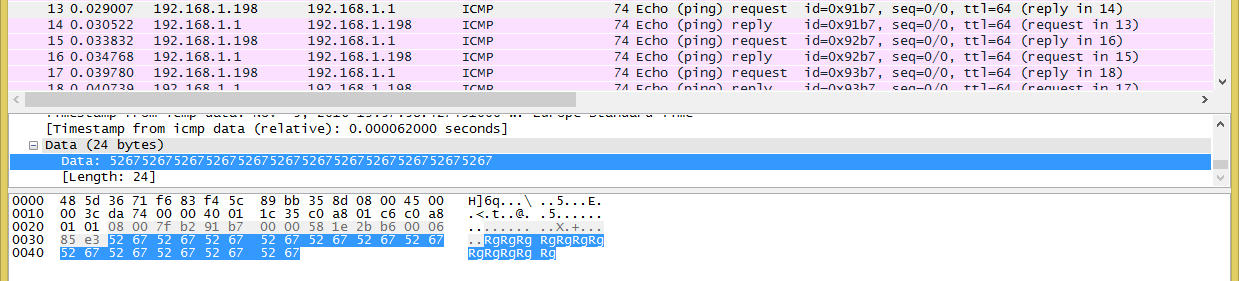 13 0.029007 192.168.1.198 192.168.1.1 ICMP 74 Echo (ping) request id=0x91b7, seq=0/0, ttl=64 (reply in 14)
14 0.030522 192.168.1.1 192.168.1.198 ICMP 74 Echo (ping) reply id=0x91b7, seq=0/0, ttl=64 (request in 13)
15 0.033832 192.168.1.198 192.168.1.1 ICMP 74 Echo (ping) request id=0x92b7, seq=0/0, ttl=64 (reply in 16)
16 0.034768 192.168.1.1 192.168.1.198 ICMP 74 Echo (ping) reply id=0x92b7, seq=0/0, ttl=64 (request in 15)
17 0.039780 192.168.1.198 192.168.1.1 ICMP 74 Echo (ping) request id=0x93b7, seq=0/0, ttl=64 (reply in 18)
18 0.040739 192.168.1.1 192.168.1.198 ICMP 74 Echo (ping) reply id=0x93b7, seq=0/0, ttl=64 (request in 17)
[Timestamp from icmp data (relative): 0.000062000 seconds]
Data (24 bytes)
Data: 526752675267526752675267526752675267526752675267
[Length: 24]
0000 48 5d 36 71 f6 83 f4 5c 89 bb 35 8d 08 00 45 00 H]6q...\ ..5...E.
0010 00 3c da 74 00 00 40 01 1c 35 c0 a8 01 c6 c0 a8 .<.t..@. .5......
0020 01 01 08 00 7f b2 91 b7 00 00 58 1e 2b b6 00 06 ........ ..X.+...
0030 85 e3 52 67 52 67 52 67 52 67 52 67 52 67 52 67 ..RgRgRg RgRgRgRg
0040 52 67 52 67 52 67 52 67 52 67 RgRgRgRg Rg